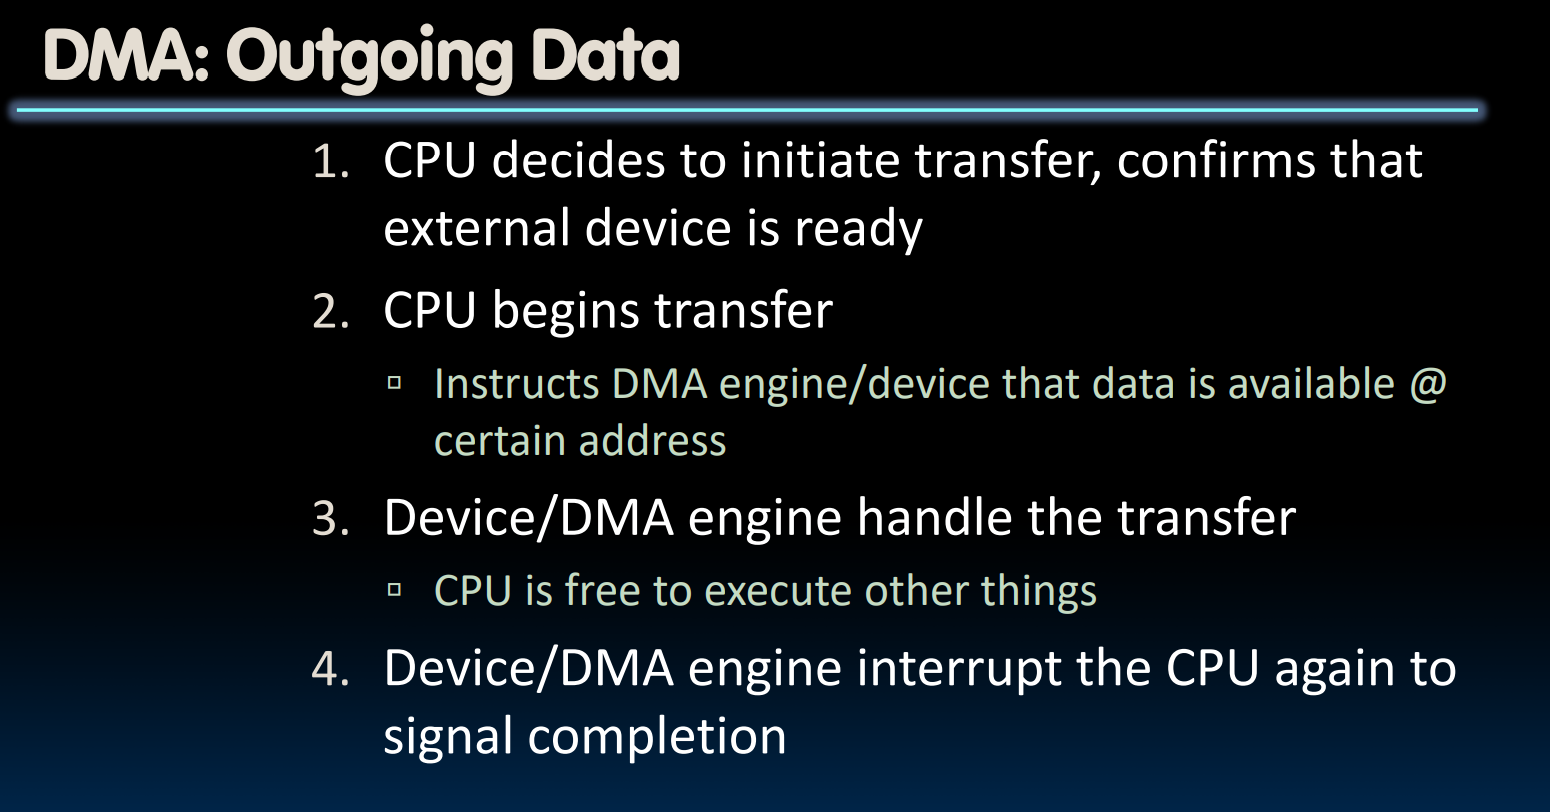 DMA: Outgoing Data
1. CPU decides to initiate transfer, confirms that
external device is ready
2. CPU begins transfer
▫ Instructs DMA engine/device that data is available @
certain address
3. Device/DMA engine handle the transfer
▫ CPU is free to execute other things
4. Device/DMA engine interrupt the CPU again to
signal completion